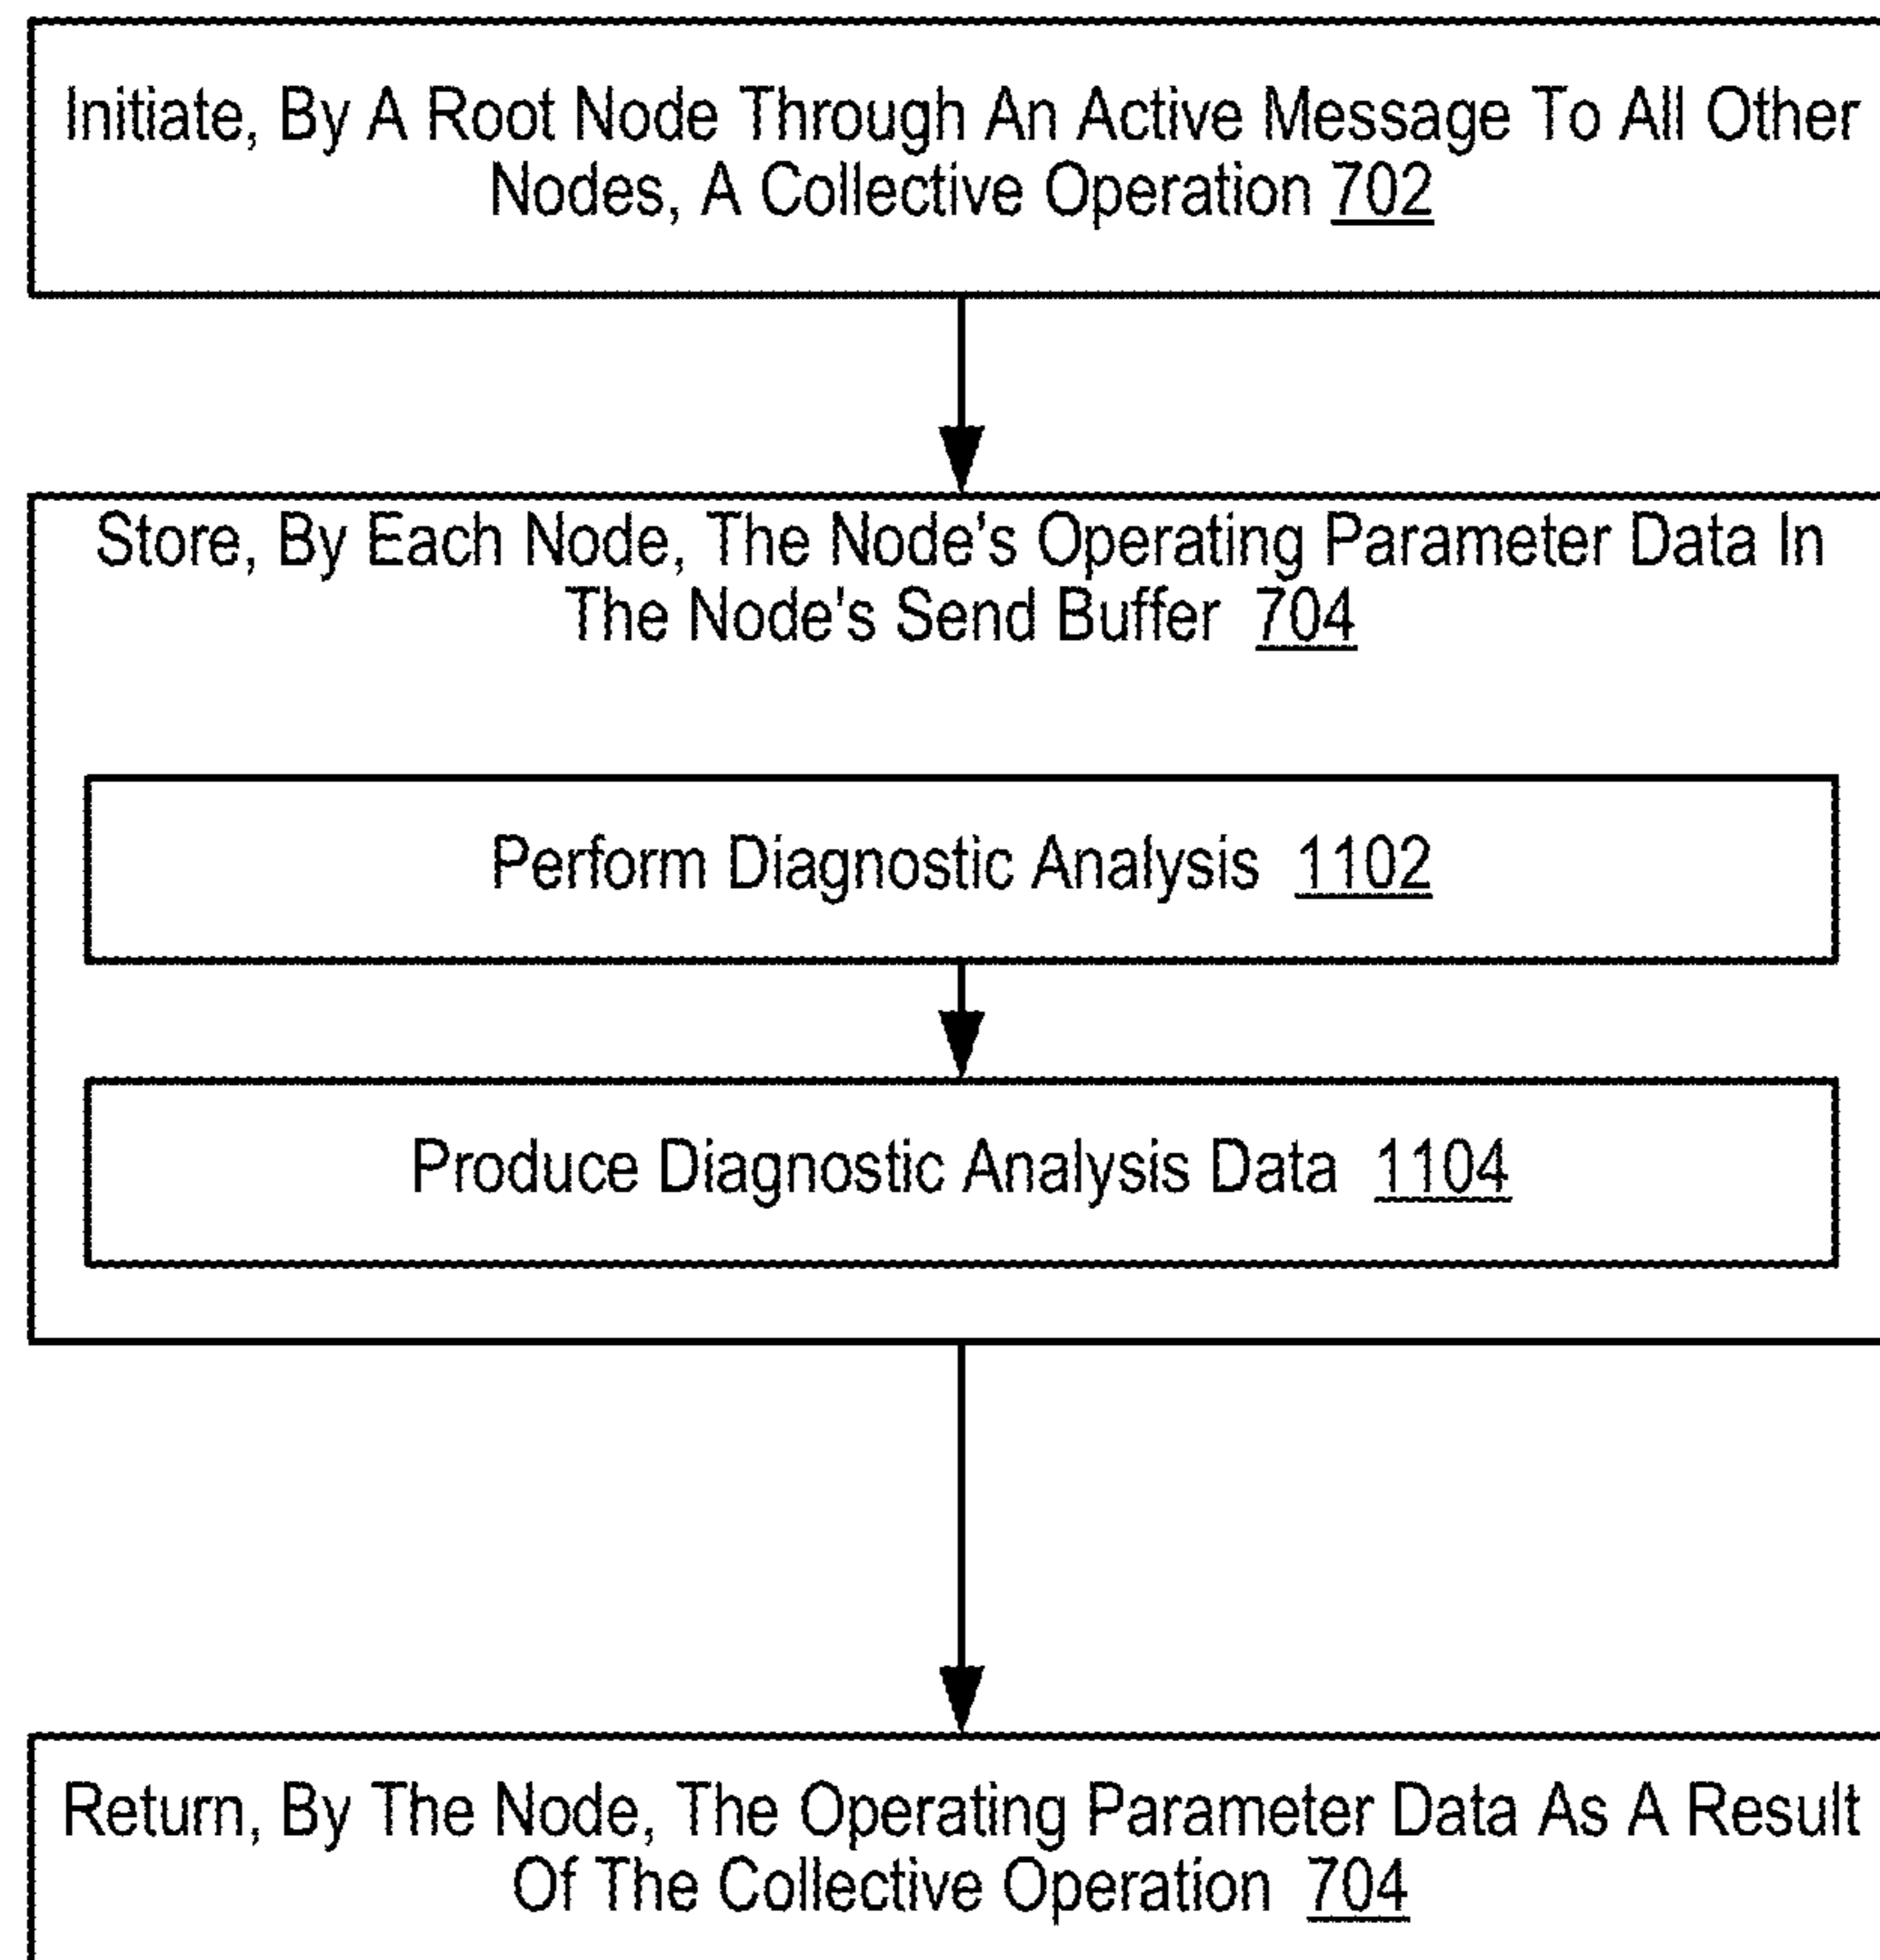 Initiate, By A Root Node Through An Active Message To All Other
Nodes, A Collective Operation 702
Store, By Each Node, The Node's Operating Parameter Data In
The Node's Send Buffer 704
Perform Diagnostic Analysis 1102
Produce Diagnostic Analysis Data 1104
Return, By The Node, The Operating Parameter Data As A Result
Of The Collective Operation 704